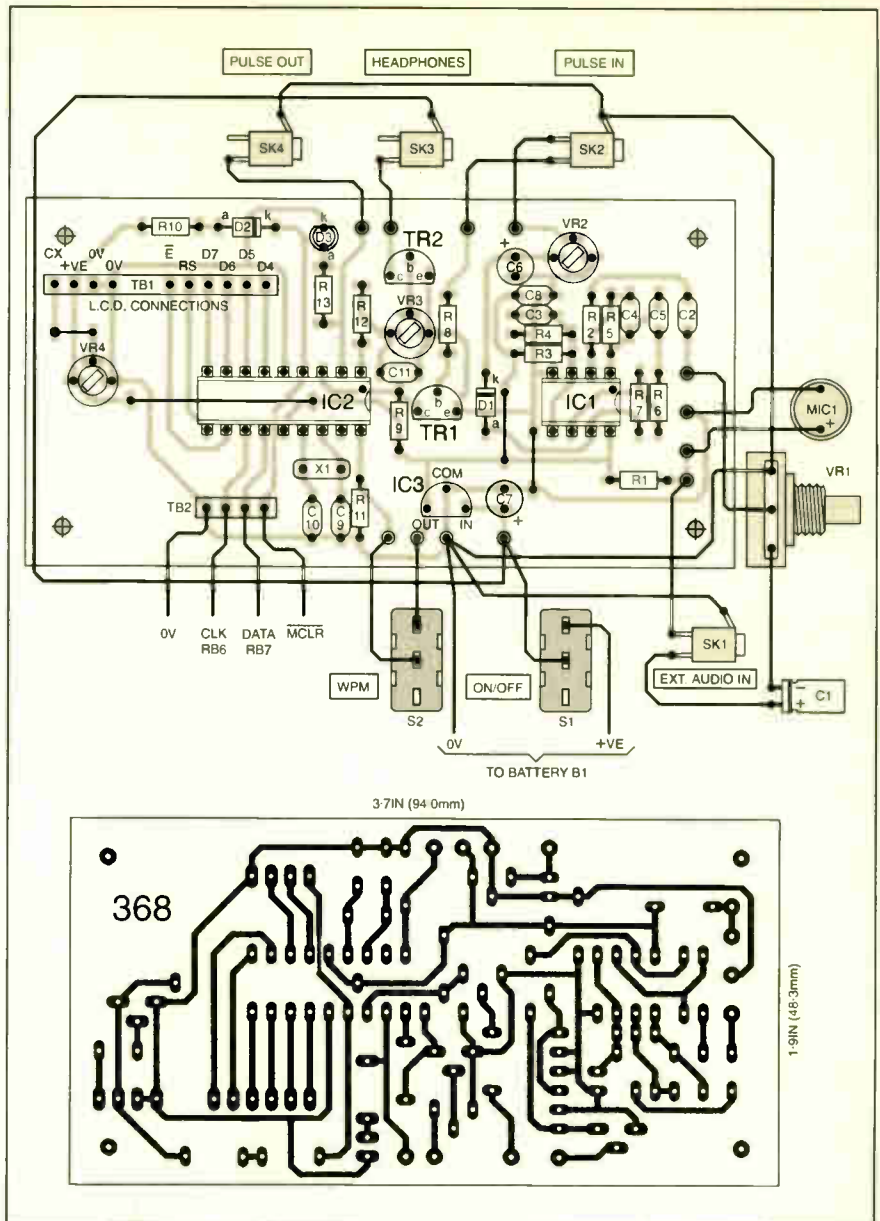 PULSE OUT
HEADPHONES
PULSE IN
SK4
SK3
SK2
R10
a
D2
k
k
D3
a
TR2
VR2
CX
+VE
0V
0V
E̅
RS
D7
D6
D5
D4
TB1
L.C.D. CONNECTIONS
c
b
e
+
C6
R13
R12
VR3
R8
C8
C3
R4
R3
R2
R5
C4
C5
C2
VR4
C11
IC2
R9
c
b
e
TR1
k
D1
a
IC1
R7
R6
MIC1
+
X1
IC3
COM
OUT
IN
C7
+
R1
VR1
TB2
C10
C9
R11
0V
CLK
RB6
DATA
RB7
M̅C̅L̅R̅
SK1
WPM
ON/OFF
EXT. AUDIO IN
−
+
C1
S2
S1
0V
+VE
TO BATTERY B1
3·7IN (94·0mm)
368
1·9IN (48·3mm)